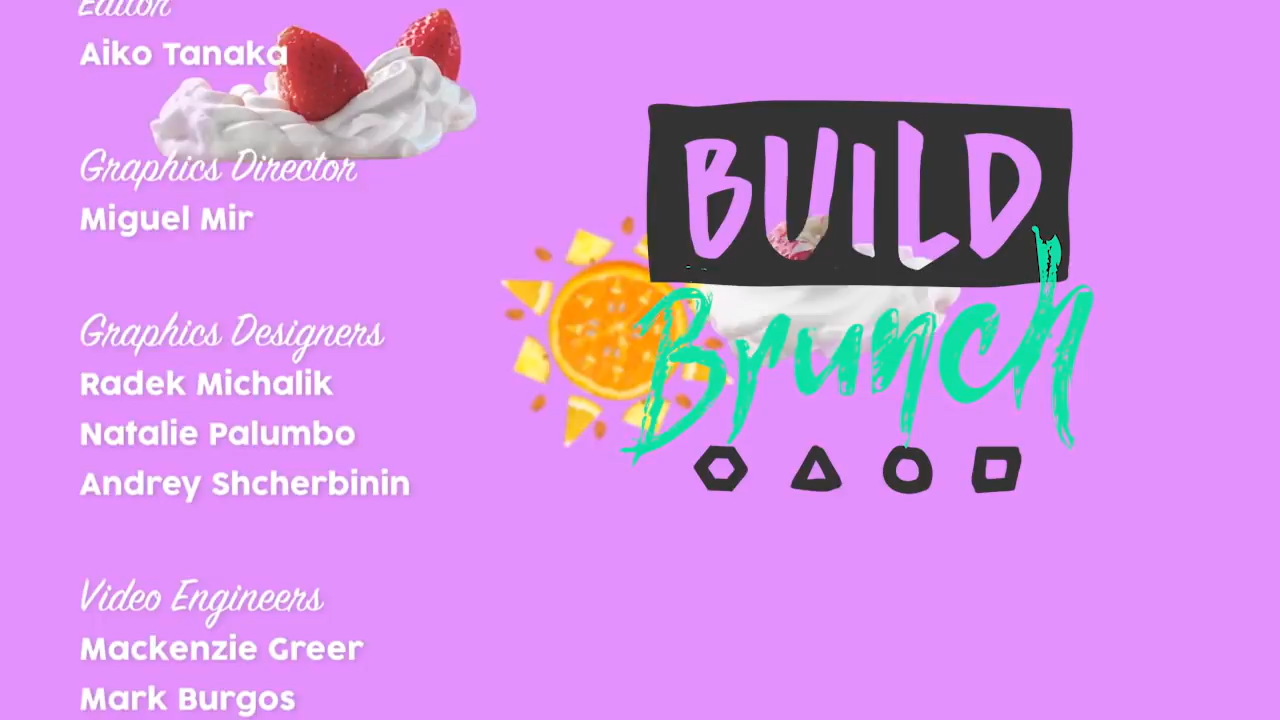 Editor
Aiko Tanaka
Graphics Director
Miguel Mir
Graphics Designers
Radek Michalik
Natalie Palumbo
Andrey Shcherbinin
Video Engineers
Mackenzie Greer
Mark Burgos
BUILD
Brunch